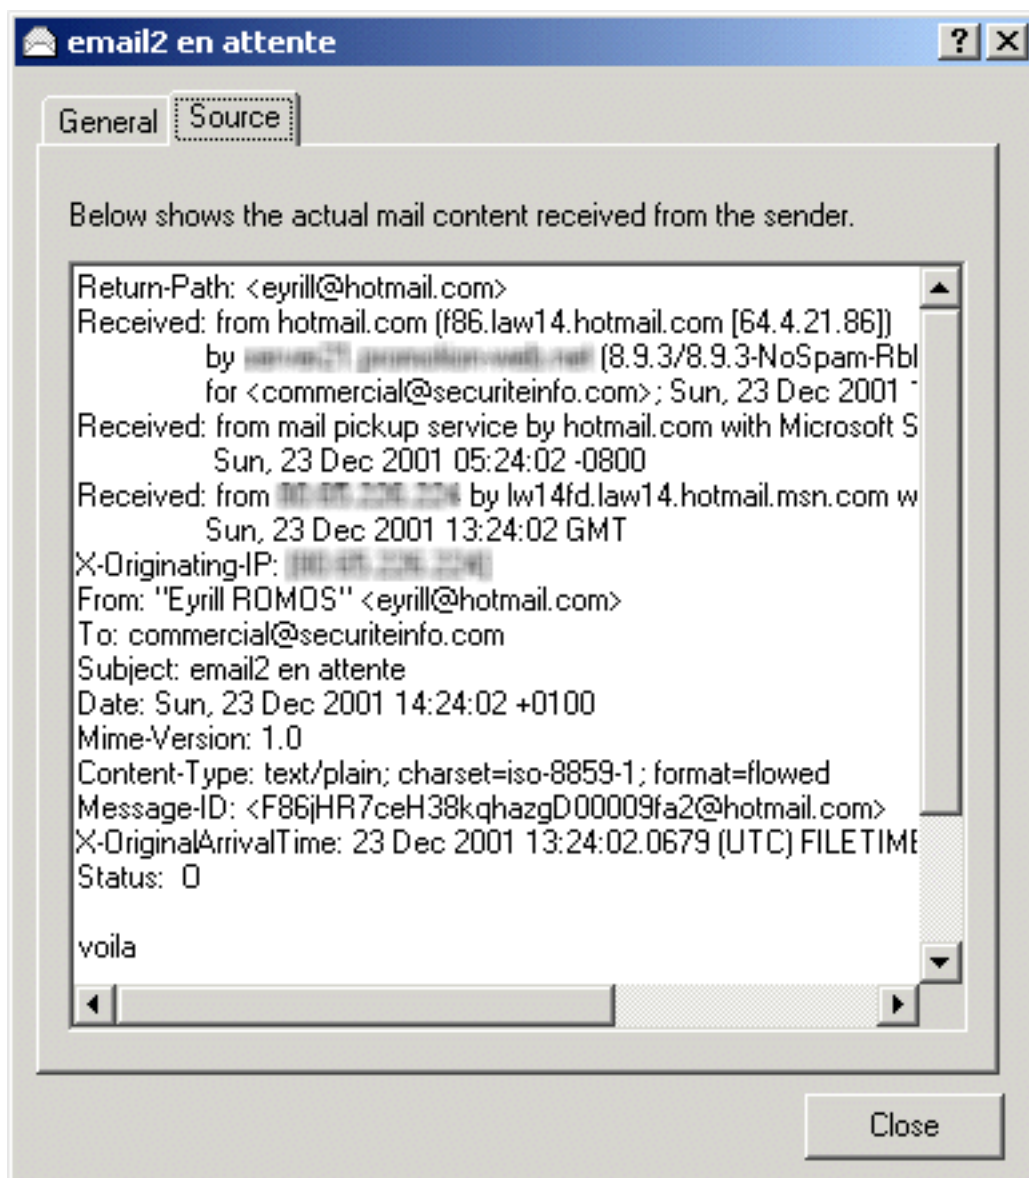 email2 en attente
General
Source
Below shows the actual mail content received from the sender.
Return-Path: <eyrill@hotmail.com>
Received: from hotmail.com (f86.law14.hotmail.com [64.4.21.86])
by (8.9.3/8.9.3-NoSpam-Rbl
for <commercial@securiteinfo.com>; Sun, 23 Dec 2001
Received: from mail pickup service by hotmail.com with Microsoft S
Sun, 23 Dec 2001 05:24:02 -0800
Received: from by lw14fd.law14.hotmail.msn.com w
Sun, 23 Dec 2001 13:24:02 GMT
X-Originating-IP:
From: "Eyrill ROMOS" <eyrill@hotmail.com>
To: commercial@securiteinfo.com
Subject: email2 en attente
Date: Sun, 23 Dec 2001 14:24:02 +0100
Mime-Version: 1.0
Content-Type: text/plain; charset=iso-8859-1; format=flowed
Message-ID: <F86jHR7ceH38kqhazgD00009fa2@hotmail.com>
X-OriginalArrivalTime: 23 Dec 2001 13:24:02.0679 (UTC) FILETIME
Status: O
voila
Close